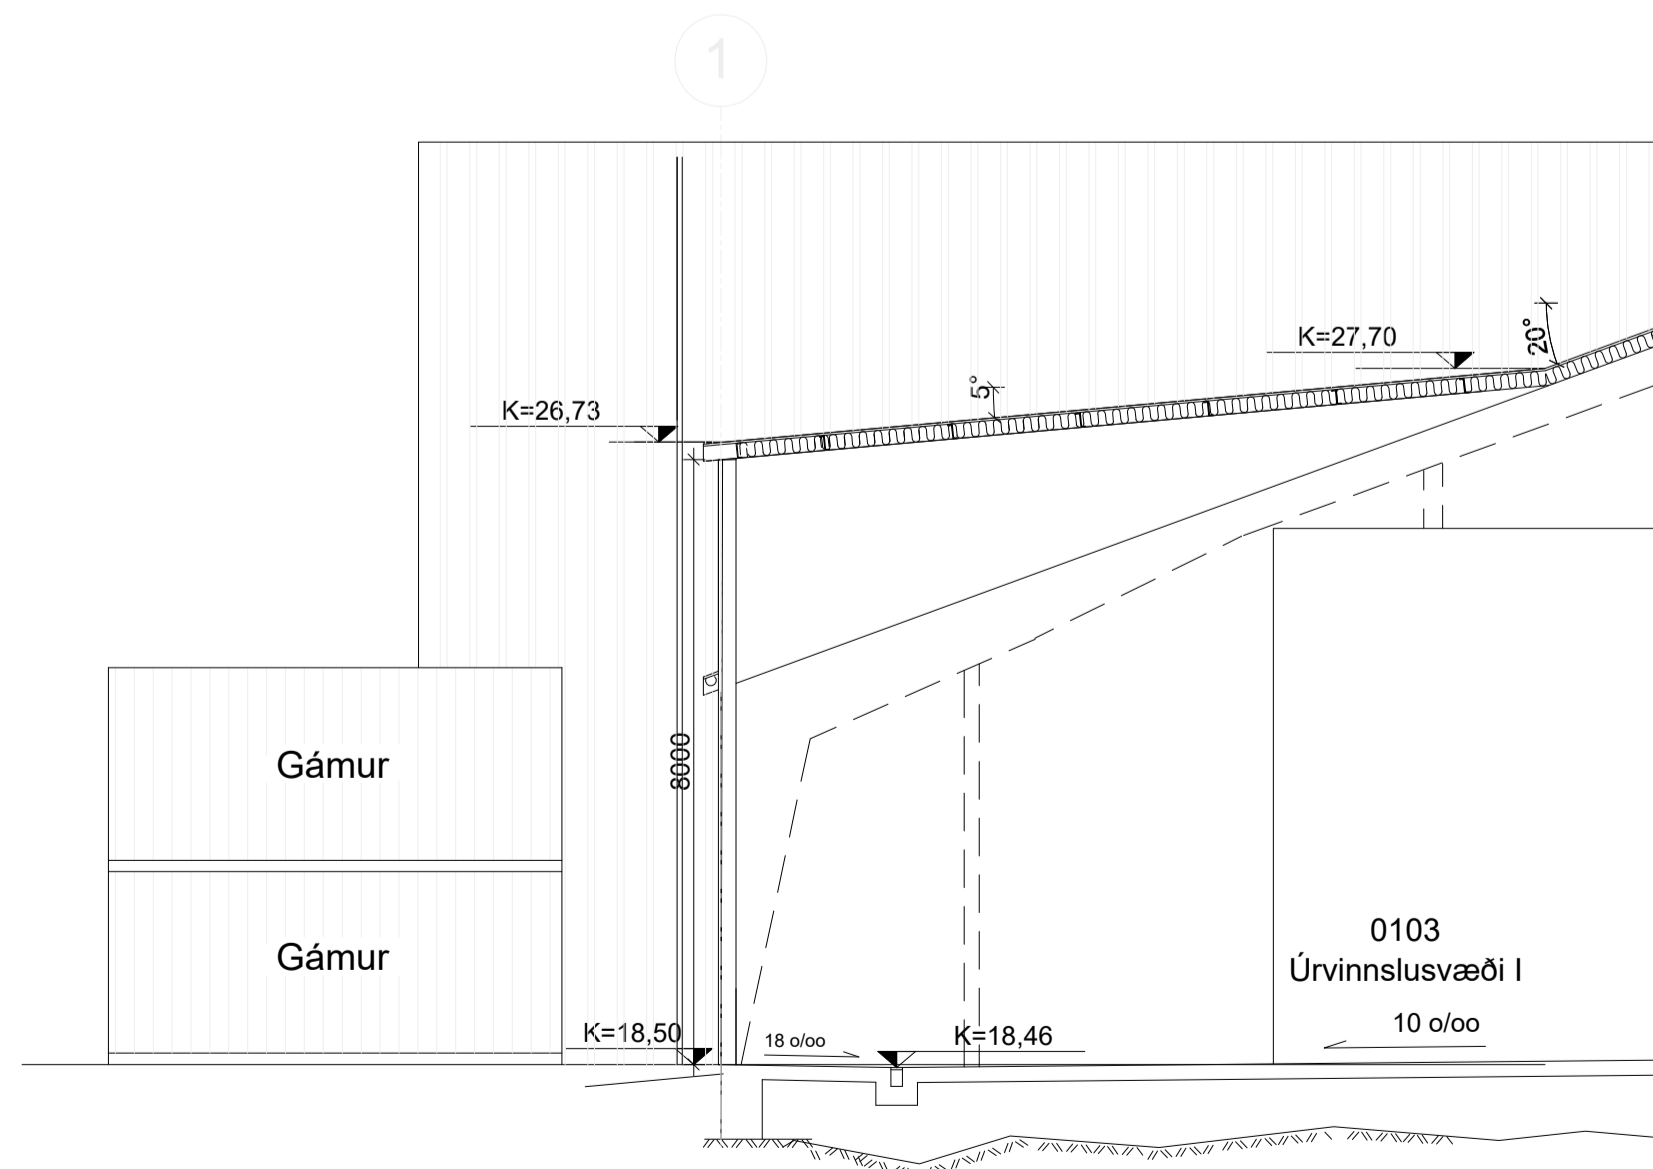 1
K=27,70
20°
5°
K=26,73
8000
Gámur
Gámur
0103
Úrvinnslusvæði I
10 o/oo
K=18,50
18 o/oo
K=18,46